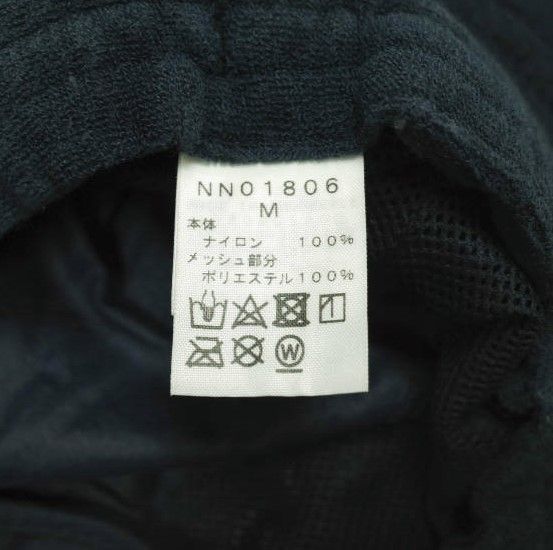 NN01806
M
本体
ナイロン 100%
メッシュ部分
ポリエステル100%
W